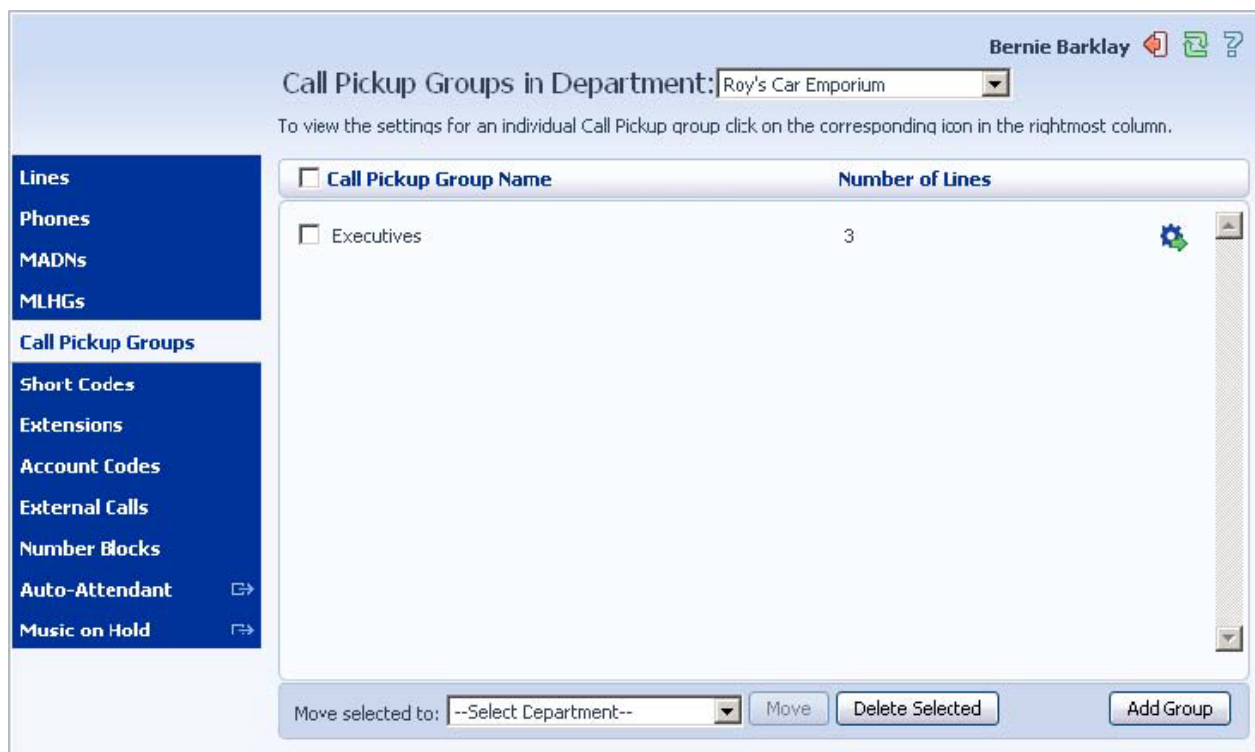 Bernie Barklay
Call Pickup Groups in Department: Roy's Car Emporium
To view the settings for an individual Call Pickup group click on the corresponding icon in the rightmost column.
Lines
Phones
MADNs
MLHGs
Call Pickup Groups
Short Codes
Extensions
Account Codes
External Calls
Number Blocks
Auto-Attendant
Music on Hold
Call Pickup Group Name Number of Lines
Executives 3
Move selected to: --Select Department-- Move Delete Selected Add Group